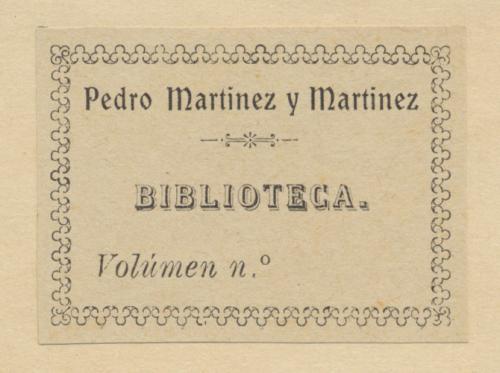 Pedro Martinez y Martinez
BIBLIOTECA.
Volúmen n.º